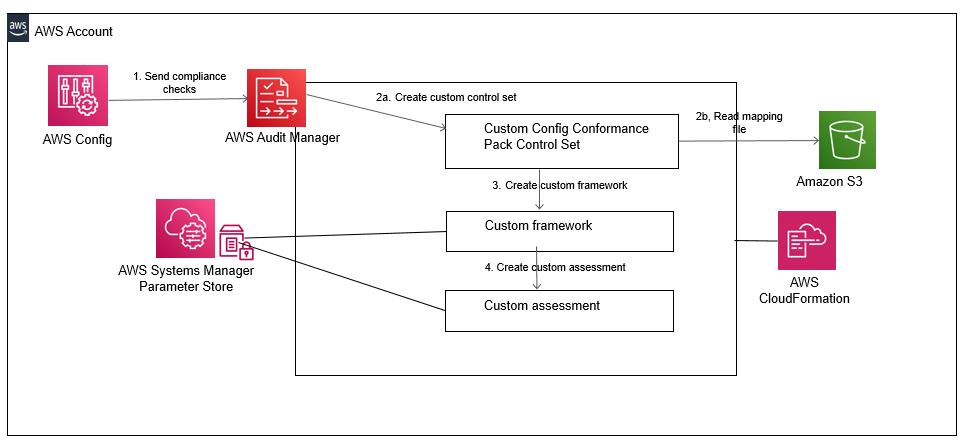 aws
AWS Account
1. Send compliance
checks
AWS Config
AWS Audit Manager
2a. Create custom control set
Custom Config Conformance
Pack Control Set
2b, Read mapping
file
Amazon S3
3. Create custom framework
Custom framework
AWS Systems Manager
Parameter Store
4. Create custom assessment
Custom assessment
AWS
CloudFormation